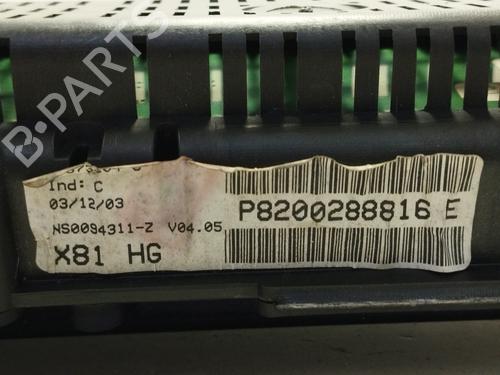 B-PARTS
Ind: C
03/12/03
NS0094311-Z V04.05
X81 HG
P8200288816 E